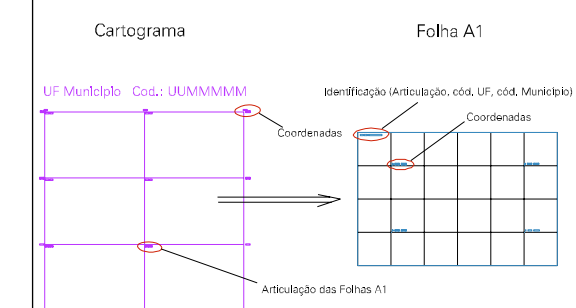 Cartograma
Folha A1
UF Município Cod.: UUMMMMM
Identificação (Articulação, cód. UF, cód. Município)
Coordenadas
Coordenadas
Articulação das Folhas A1